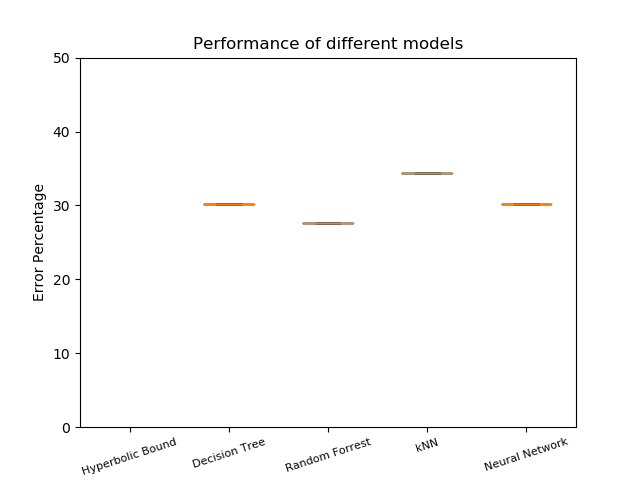 Performance of different models
50
40
30
20
10
0
Error Percentage
Hyperbolic Bound
Decision Tree
Random Forrest
kNN
Neural Network